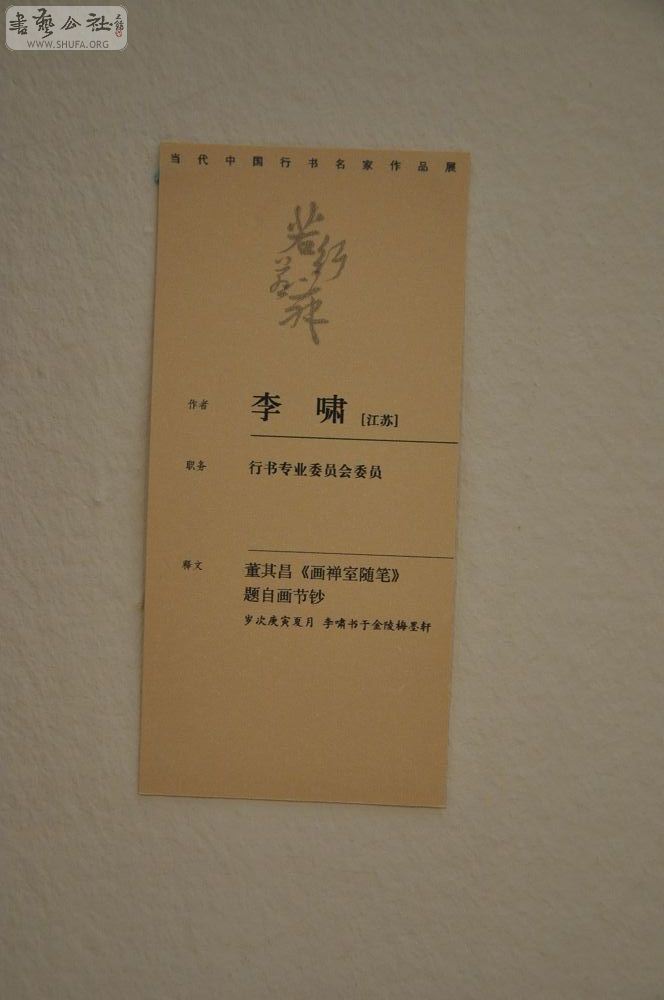 書藝公社
WWW.SHUFA.ORG
当代中国行书名家作品展
作者 李 啸 [江苏]
职务 行书专业委员会委员
释文 董其昌《画禅室随笔》
题自画节钞
岁次庚寅夏月 李啸书于金陵梅墨轩